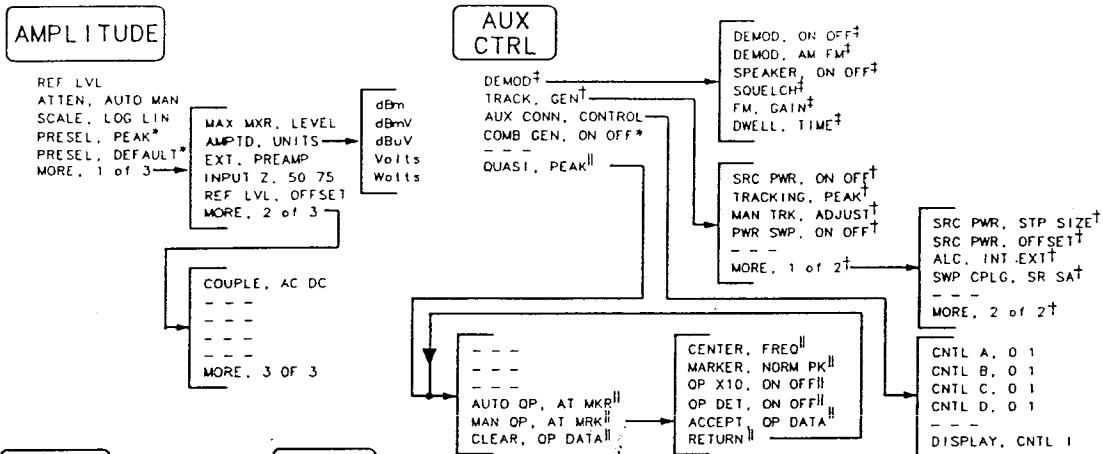 AMPLITUDE
REF LVL
ATTEN, AUTO MAN
SCALE, LOG LIN
PRESEL, PEAK*
PRESEL, DEFAULT*
MORE, 1 of 3
MAX MXR, LEVEL
AMPTD, UNITS
EXT, PREAMP
INPUT Z, 50 75
REF LVL, OFFSET
MORE, 2 of 3
dBm
dBmV
dBuV
Volts
Watts
COUPLE, AC DC
- - -
- - -
- - -
- - -
MORE, 3 OF 3
AUX
CTRL
DEMOD‡
TRACK, GEN†
AUX CONN, CONTROL
COMB GEN, ON OFF*
- - -
QUASI, PEAK||
DEMOD, ON OFF‡
DEMOD, AM FM‡
SPEAKER, ON OFF‡
SQUELCH‡
FM, GAIN‡
DWELL, TIME‡
SRC PWR, ON OFF†
TRACKING, PEAK†
MAN TRK, ADJUST†
PWR SWP, ON OFF†
- - -
MORE, 1 of 2†
SRC PWR, STP SIZE†
SRC PWR, OFFSET†
ALC, INT EXT†
SWP CPLG, SR SA†
- - -
MORE, 2 of 2†
- - -
- - -
- - -
AUTO QP, AT MKR||
MAN QP, AT MRK||
CLEAR, QP DATA||
CENTER, FREQ||
MARKER, NORM PK||
QP X10, ON OFF||
QP DET, ON OFF||
ACCEPT, QP DATA||
RETURN||
CNTL A, 0 1
CNTL B, 0 1
CNTL C, 0 1
CNTL D, 0 1
- - -
DISPLAY, CNTL I